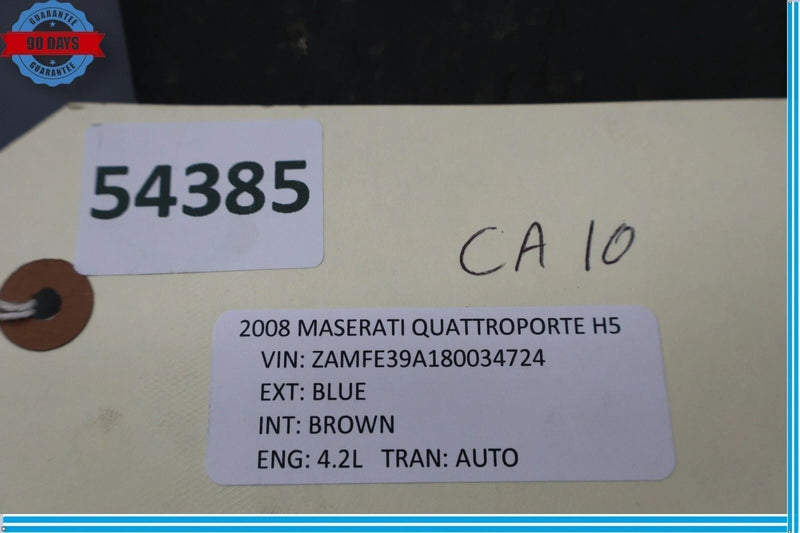 GUARANTEE
90 DAYS
GUARANTEE
54385
CA 10
2008 MASERATI QUATTROPORTE H5
VIN: ZAMFE39A180034724
EXT: BLUE
INT: BROWN
ENG: 4.2L TRAN: AUTO